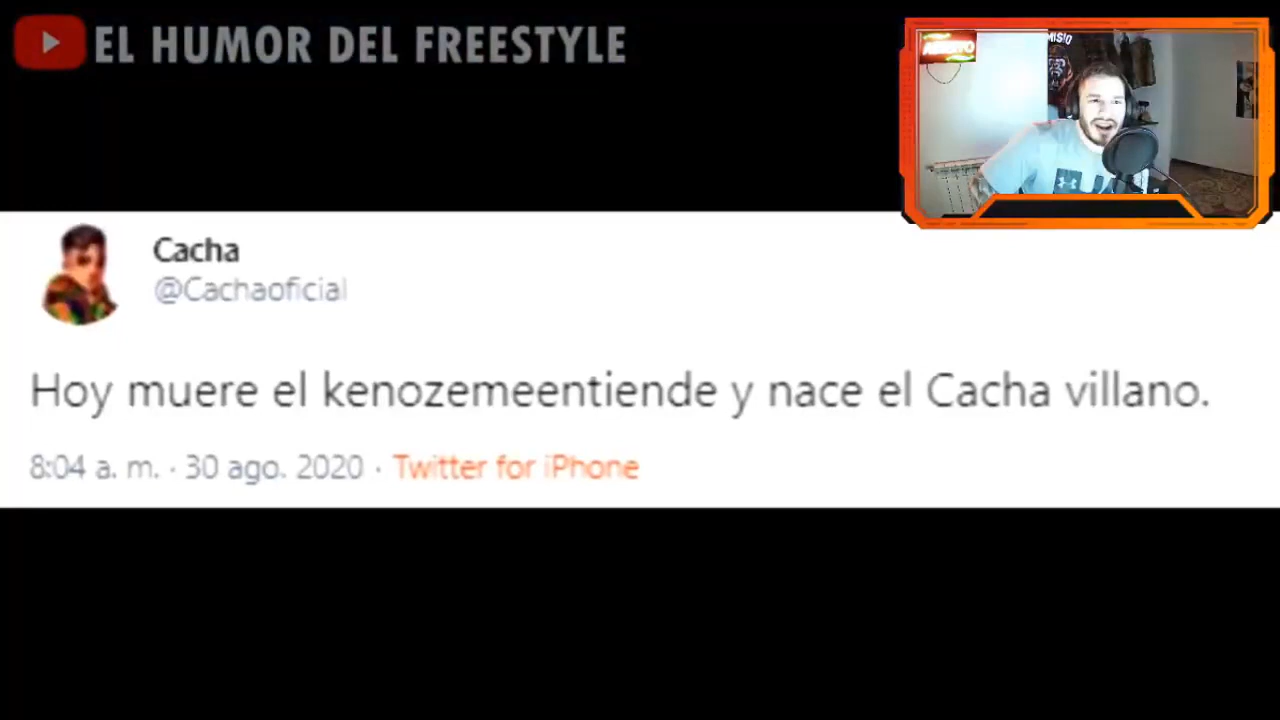 EL HUMOR DEL FREESTYLE
Cacha
@Cachaoficial
Hoy muere el kenozemeentiende y nace el Cacha villano.
8:04 a. m. · 30 ago. 2020 · Twitter for iPhone